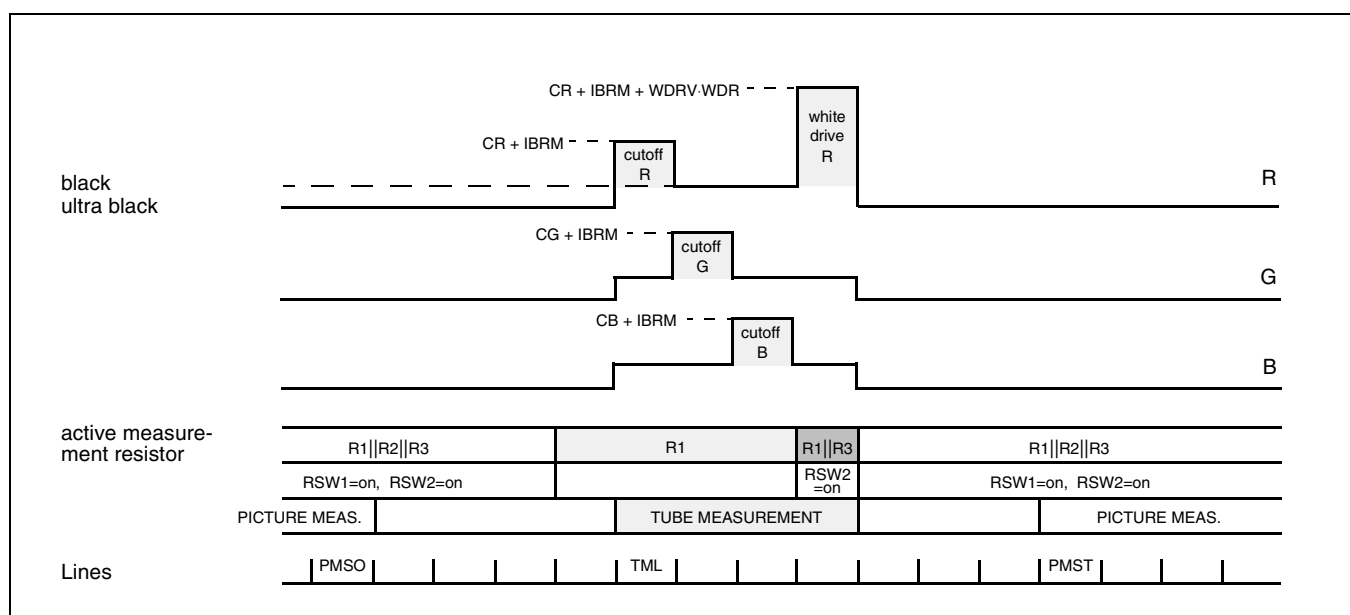 CR + IBRM + WDRV·WDR
white
drive
R
CR + IBRM
cutoff
R
black
ultra black
R
CG + IBRM
cutoff
G
G
CB + IBRM
cutoff
B
B
active measure-
ment resistor
R1||R2||R3
R1
R1||R3
R1||R2||R3
RSW1=on, RSW2=on
RSW2
=on
RSW1=on, RSW2=on
PICTURE MEAS.
TUBE MEASUREMENT
PICTURE MEAS.
Lines
PMSO
TML
PMST